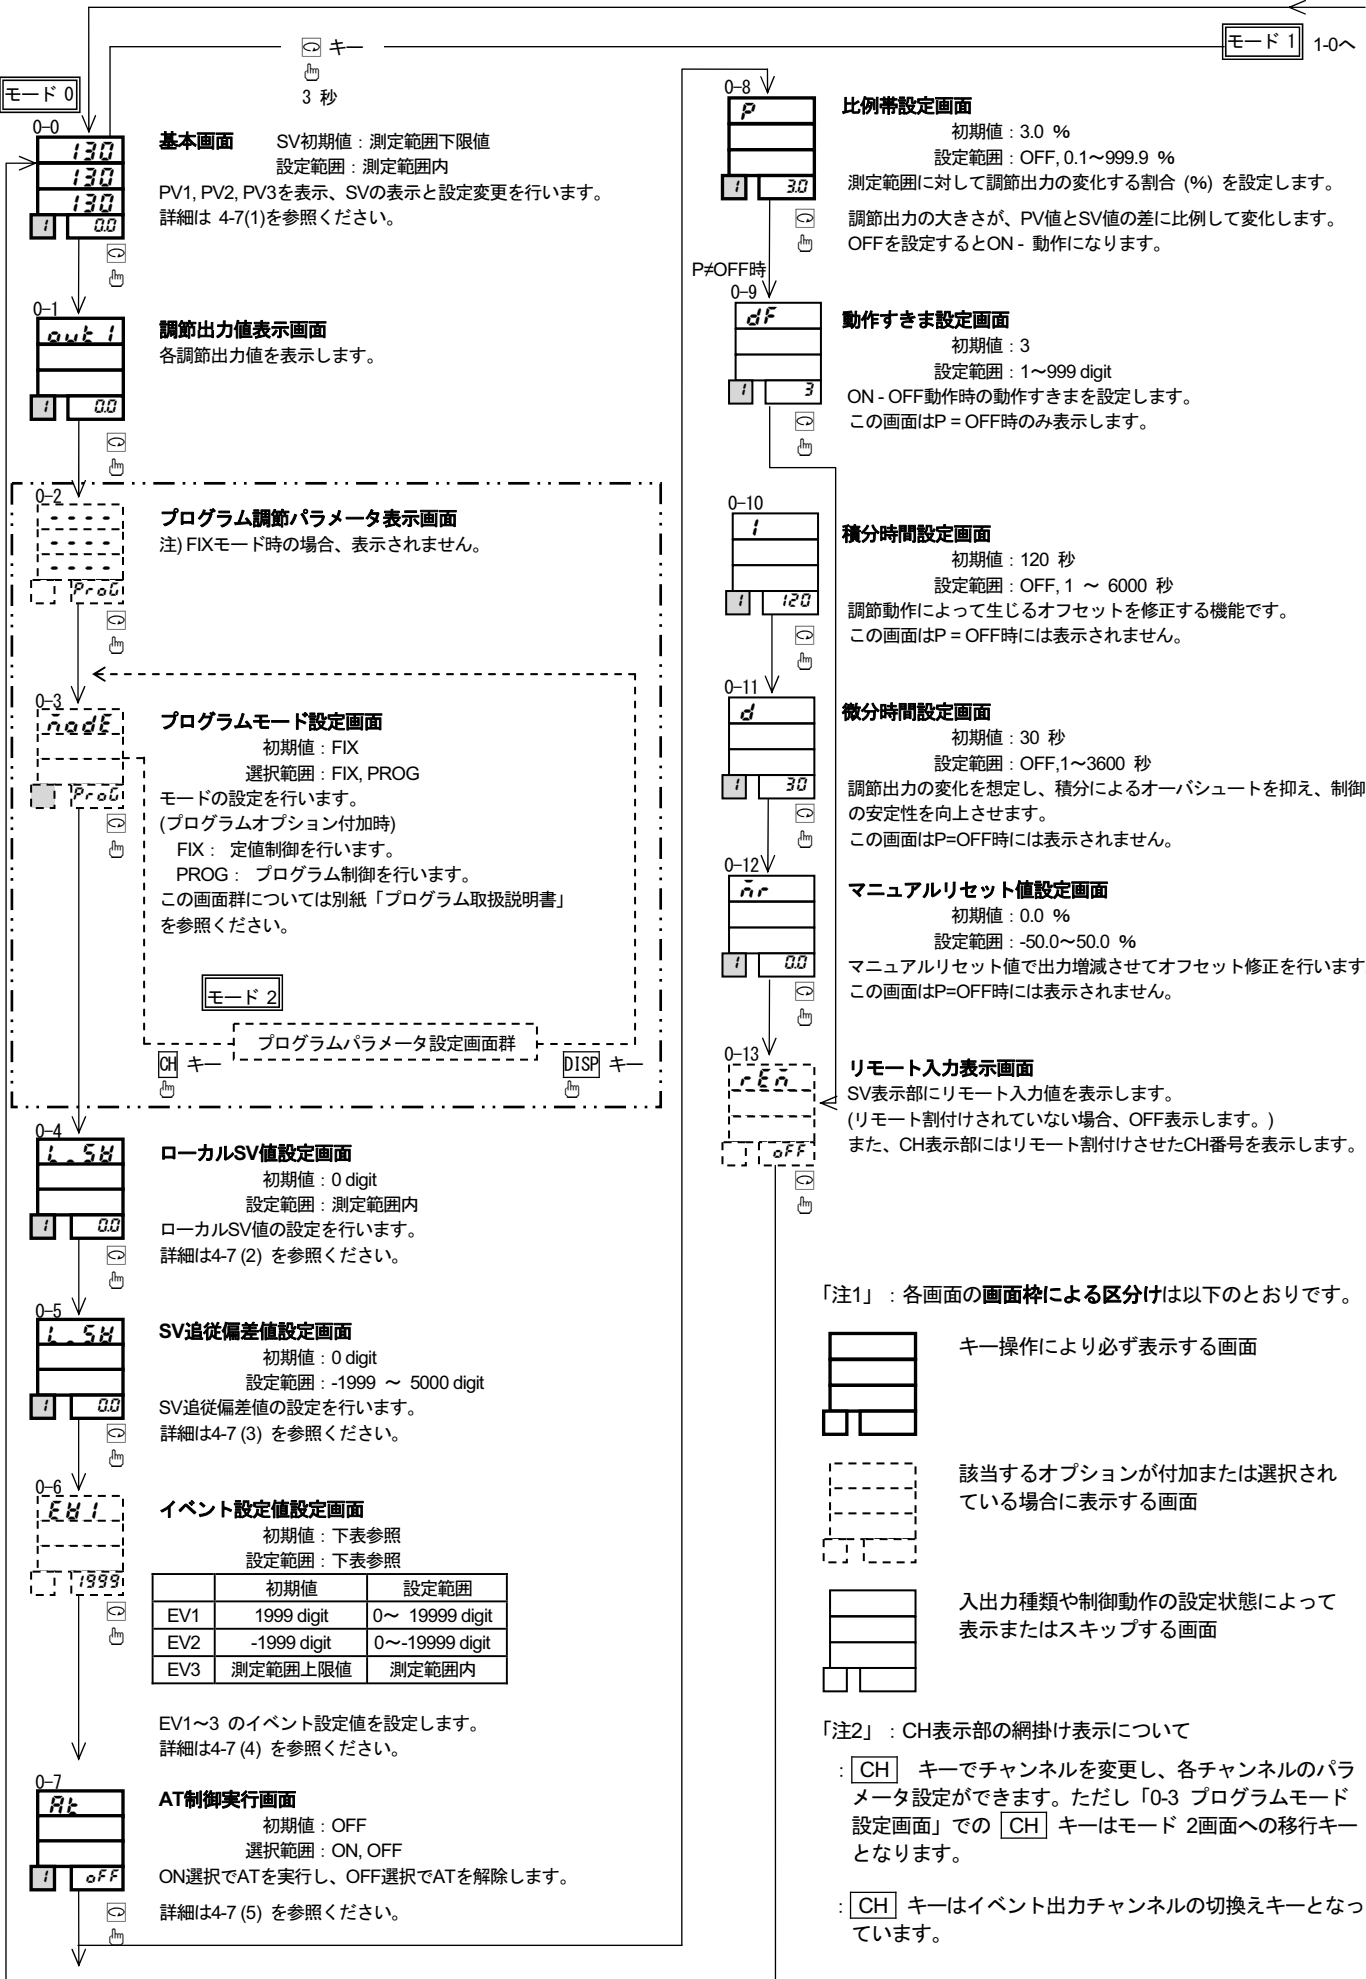 キー
3 秒
モード 1 1-0へ
モード 0
0-0
130
130
130
1 0.0
基本画面 SV初期値：測定範囲下限値
設定範囲：測定範囲内
PV1, PV2, PV3を表示、SVの表示と設定変更を行います。
詳細は 4-7(1)を参照ください。
0-1
out 1
1 0.0
調節出力値表示画面
各調節出力値を表示します。
0-2
- - - -
- - - -
- - - -
ProG
プログラム調節パラメータ表示画面
注) FIXモード時の場合、表示されません。
0-3
modE
ProG
プログラムモード設定画面
初期値：FIX
選択範囲：FIX, PROG
モードの設定を行います。
(プログラムオプション付加時)
FIX： 定値制御を行います。
PROG： プログラム制御を行います。
この画面群については別紙「プログラム取扱説明書」
を参照ください。
モード 2
プログラムパラメータ設定画面群
CH キー
DISP キー
0-4
L_SV
1 0.0
ローカルSV値設定画面
初期値：0 digit
設定範囲：測定範囲内
ローカルSV値の設定を行います。
詳細は4-7 (2) を参照ください。
0-5
L_SV
1 0.0
SV追従偏差値設定画面
初期値：0 digit
設定範囲：-1999 ～ 5000 digit
SV追従偏差値の設定を行います。
詳細は4-7 (3) を参照ください。
0-6
EV1
1999
イベント設定値設定画面
初期値：下表参照
設定範囲：下表参照
初期値 設定範囲
EV1 1999 digit 0～ 19999 digit
EV2 -1999 digit 0～-19999 digit
EV3 測定範囲上限値 測定範囲内
EV1～3 のイベント設定値を設定します。
詳細は4-7 (4) を参照ください。
0-7
At
1 oFF
AT制御実行画面
初期値：OFF
選択範囲：ON, OFF
ON選択でATを実行し、OFF選択でATを解除します。
詳細は4-7 (5) を参照ください。
0-8
P
1 3.0
比例帯設定画面
初期値：3.0 %
設定範囲：OFF, 0.1～999.9 %
測定範囲に対して調節出力の変化する割合 (%) を設定します。
調節出力の大きさが、PV値とSV値の差に比例して変化します。
OFFを設定するとON - 動作になります。
P≠OFF時
0-9
dF
1 3
動作すきま設定画面
初期値：3
設定範囲：1～999 digit
ON - OFF動作時の動作すきまを設定します。
この画面はP = OFF時のみ表示します。
0-10
I
1 120
積分時間設定画面
初期値：120 秒
設定範囲：OFF, 1 ～ 6000 秒
調節動作によって生じるオフセットを修正する機能です。
この画面はP = OFF時には表示されません。
0-11
d
1 30
微分時間設定画面
初期値：30 秒
設定範囲：OFF,1～3600 秒
調節出力の変化を想定し、積分によるオーバシュートを抑え、制御
の安定性を向上させます。
この画面はP=OFF時には表示されません。
0-12
mr
1 0.0
マニュアルリセット値設定画面
初期値：0.0 %
設定範囲：-50.0～50.0 %
マニュアルリセット値で出力増減させてオフセット修正を行います
この画面はP=OFF時には表示されません。
0-13
rEm
oFF
リモート入力表示画面
SV表示部にリモート入力値を表示します。
(リモート割付けされていない場合、OFF表示します。)
また、CH表示部にはリモート割付けさせたCH番号を表示します。
「注1」：各画面の画面枠による区分けは以下のとおりです。
キー操作により必ず表示する画面
該当するオプションが付加または選択され
ている場合に表示する画面
入出力種類や制御動作の設定状態によって
表示またはスキップする画面
「注2」：CH表示部の網掛け表示について
：CH キーでチャンネルを変更し、各チャンネルのパラ
メータ設定ができます。ただし「0-3 プログラムモード
設定画面」での CH キーはモード 2画面への移行キー
となります。
：CH キーはイベント出力チャンネルの切換えキーとなっ
ています。